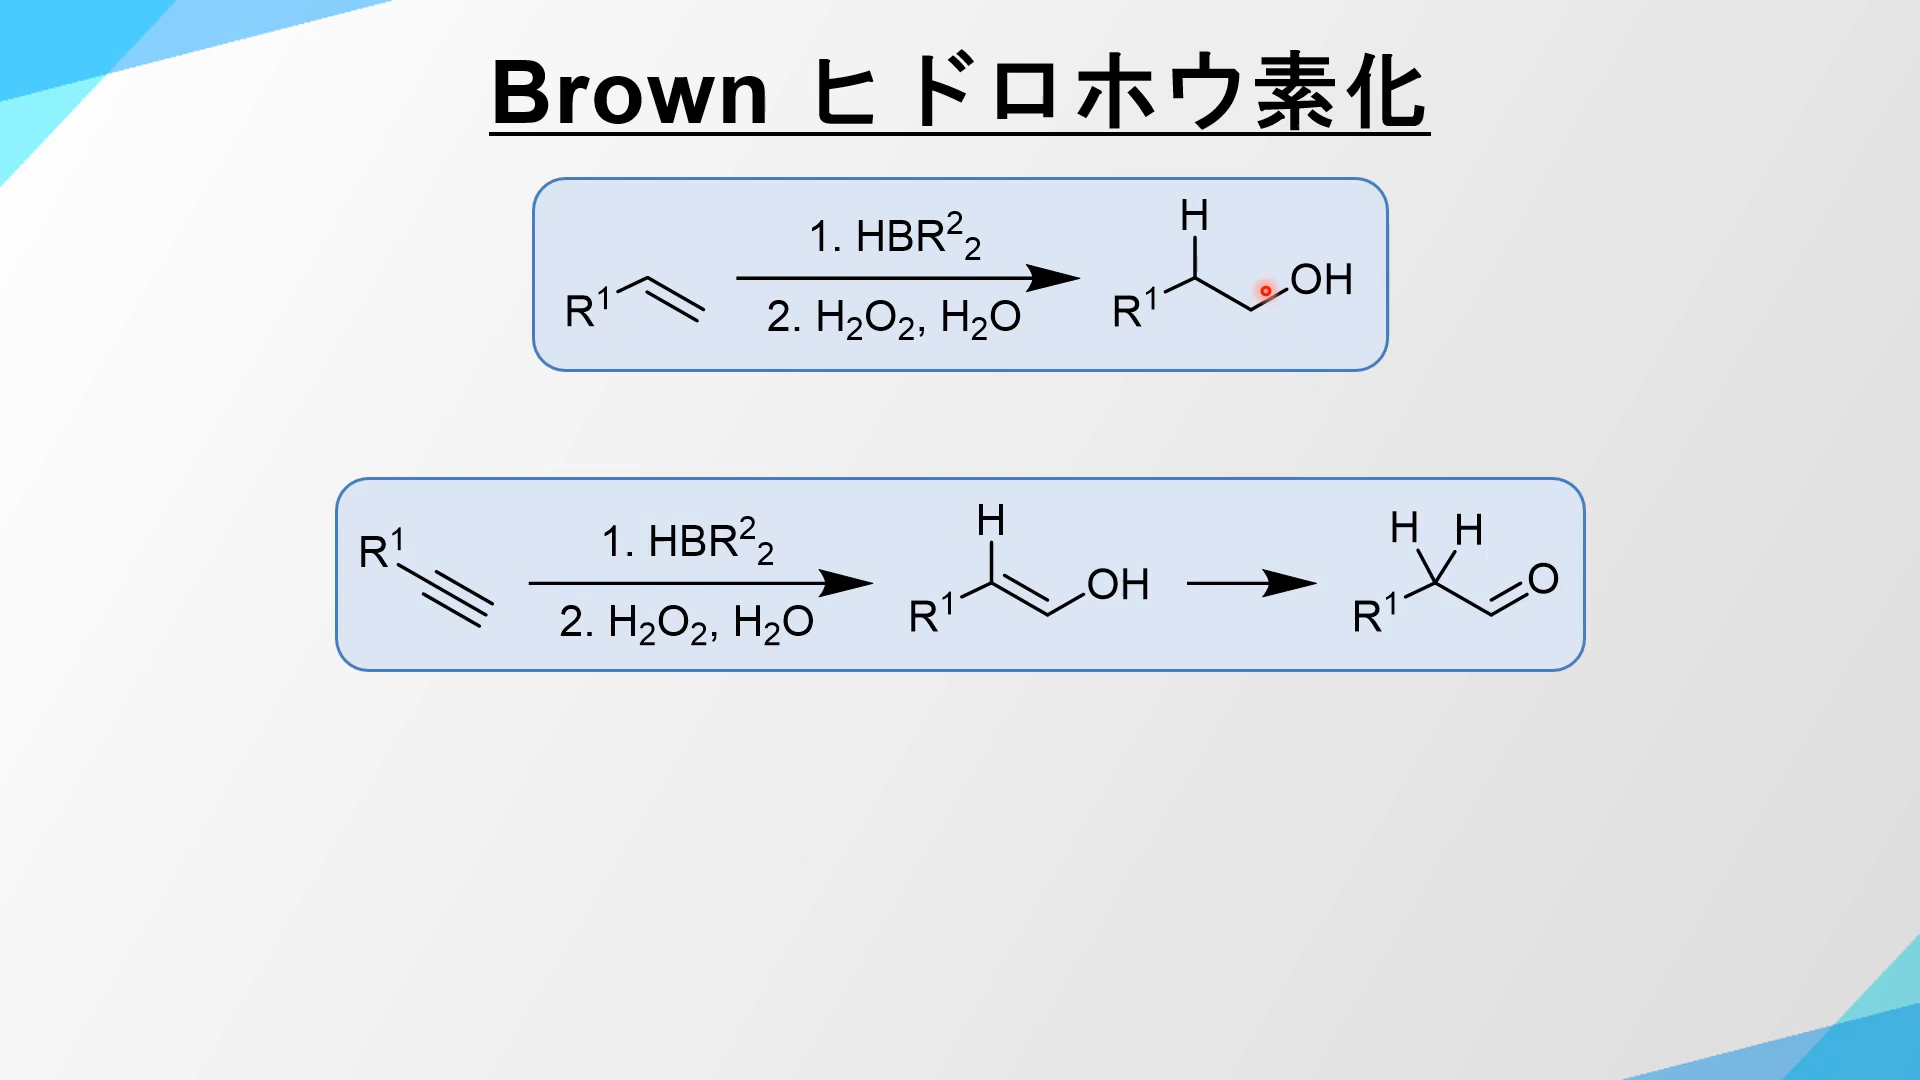 Brown ヒドロホウ素化
1. HBR²₂
2. H₂O₂, H₂O
R¹
H
R¹
OH
1. HBR²₂
2. H₂O₂, H₂O
R¹
H
R¹
OH
H H
R¹
O